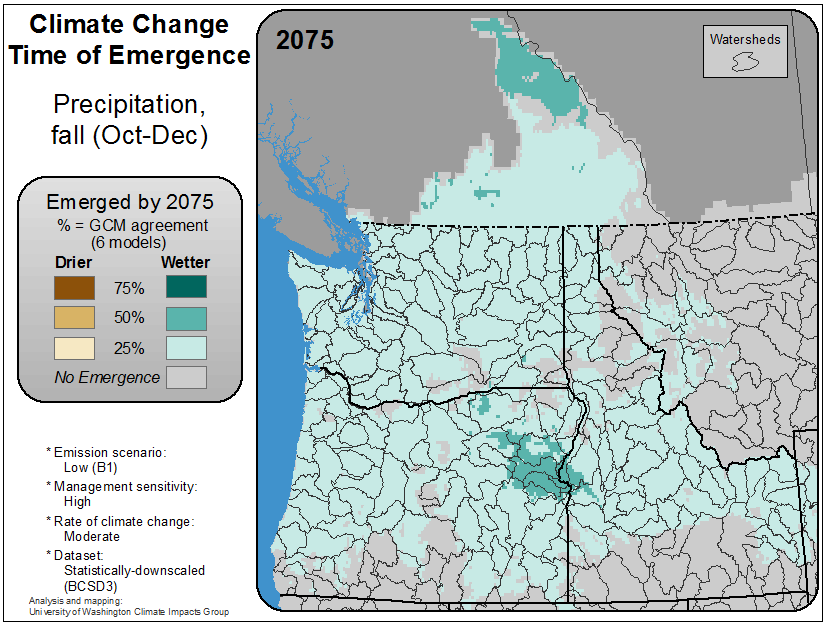 Climate Change
Time of Emergence
Precipitation,
fall (Oct-Dec)
Emerged by 2075
% = GCM agreement
(6 models)
Drier Wetter
75%
50%
25%
No Emergence
* Emission scenario:
Low (B1)
* Management sensitivity:
High
* Rate of climate change:
Moderate
* Dataset:
Statistically-downscaled
(BCSD3)
Analysis and mapping:
University of Washington Climate Impacts Group
2075
Watersheds